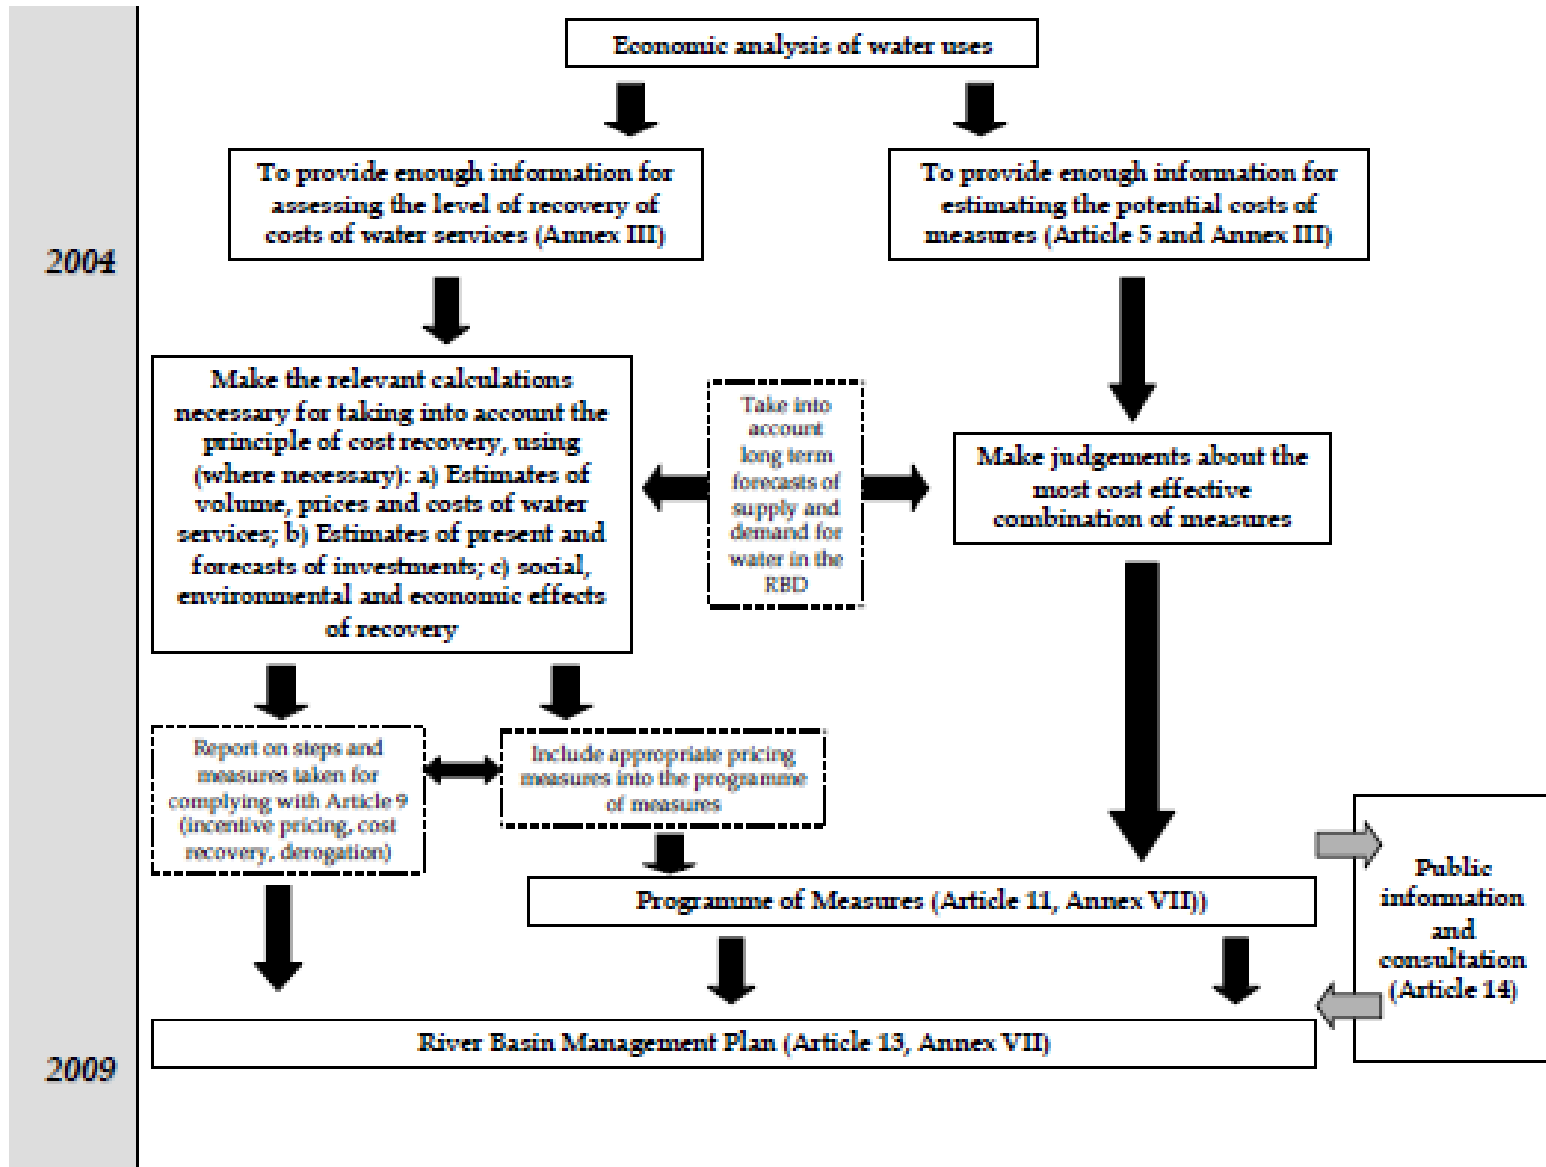 Economic analysis of water uses
To provide enough information for
assessing the level of recovery of
costs of water services (Annex III)
To provide enough information for
estimating the potential costs of
measures (Article 5 and Annex III)
2004
Make the relevant calculations
necessary for taking into account the
principle of cost recovery, using
(where necessary): a) Estimates of
volume, prices and costs of water
services; b) Estimates of present and
forecasts of investments; c) social,
environmental and economic effects
of recovery
Take into
account
long term
forecasts of
supply and
demand for
water in the
RBD
Make judgements about the
most cost effective
combination of measures
Report on steps and
measures taken for
complying with Article 9
(incentive pricing, cost
recovery, derogation)
Include appropriate pricing
measures into the programme
of measures
Programme of Measures (Article 11, Annex VII))
Public
information
and
consultation
(Article 14)
River Basin Management Plan (Article 13, Annex VII)
2009